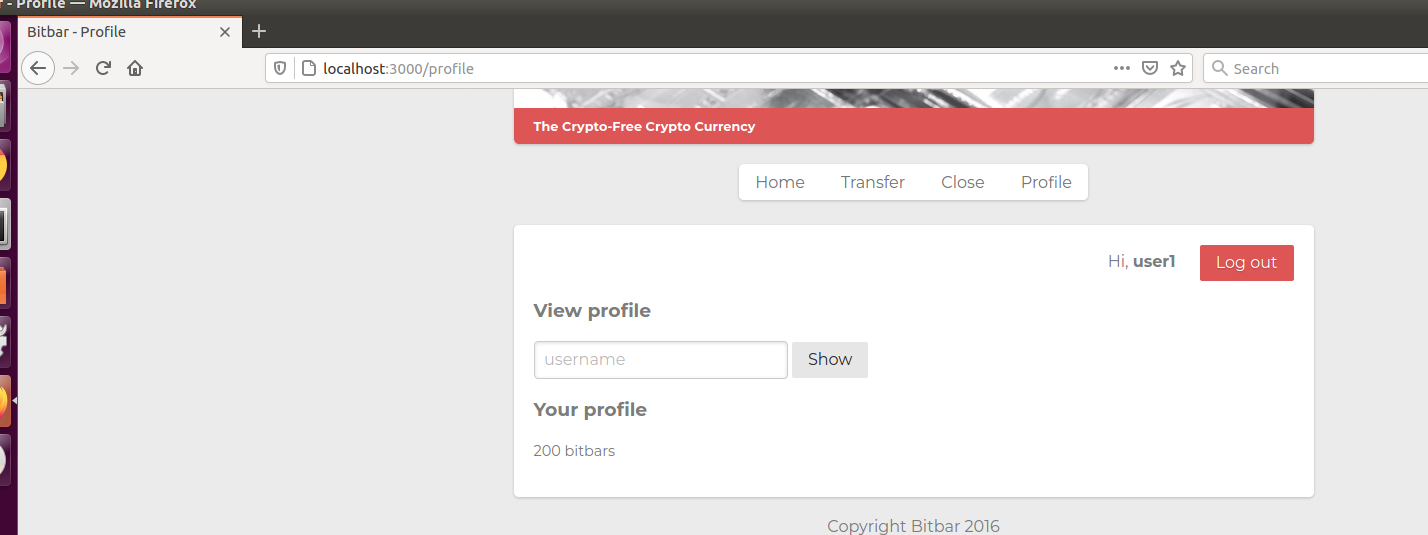 - Profile — Mozilla Firefox
Bitbar - Profile
localhost:3000/profile
Search
The Crypto-Free Crypto Currency
Home Transfer Close Profile
Hi, user1 Log out
View profile
username Show
Your profile
200 bitbars
Copyright Bitbar 2016